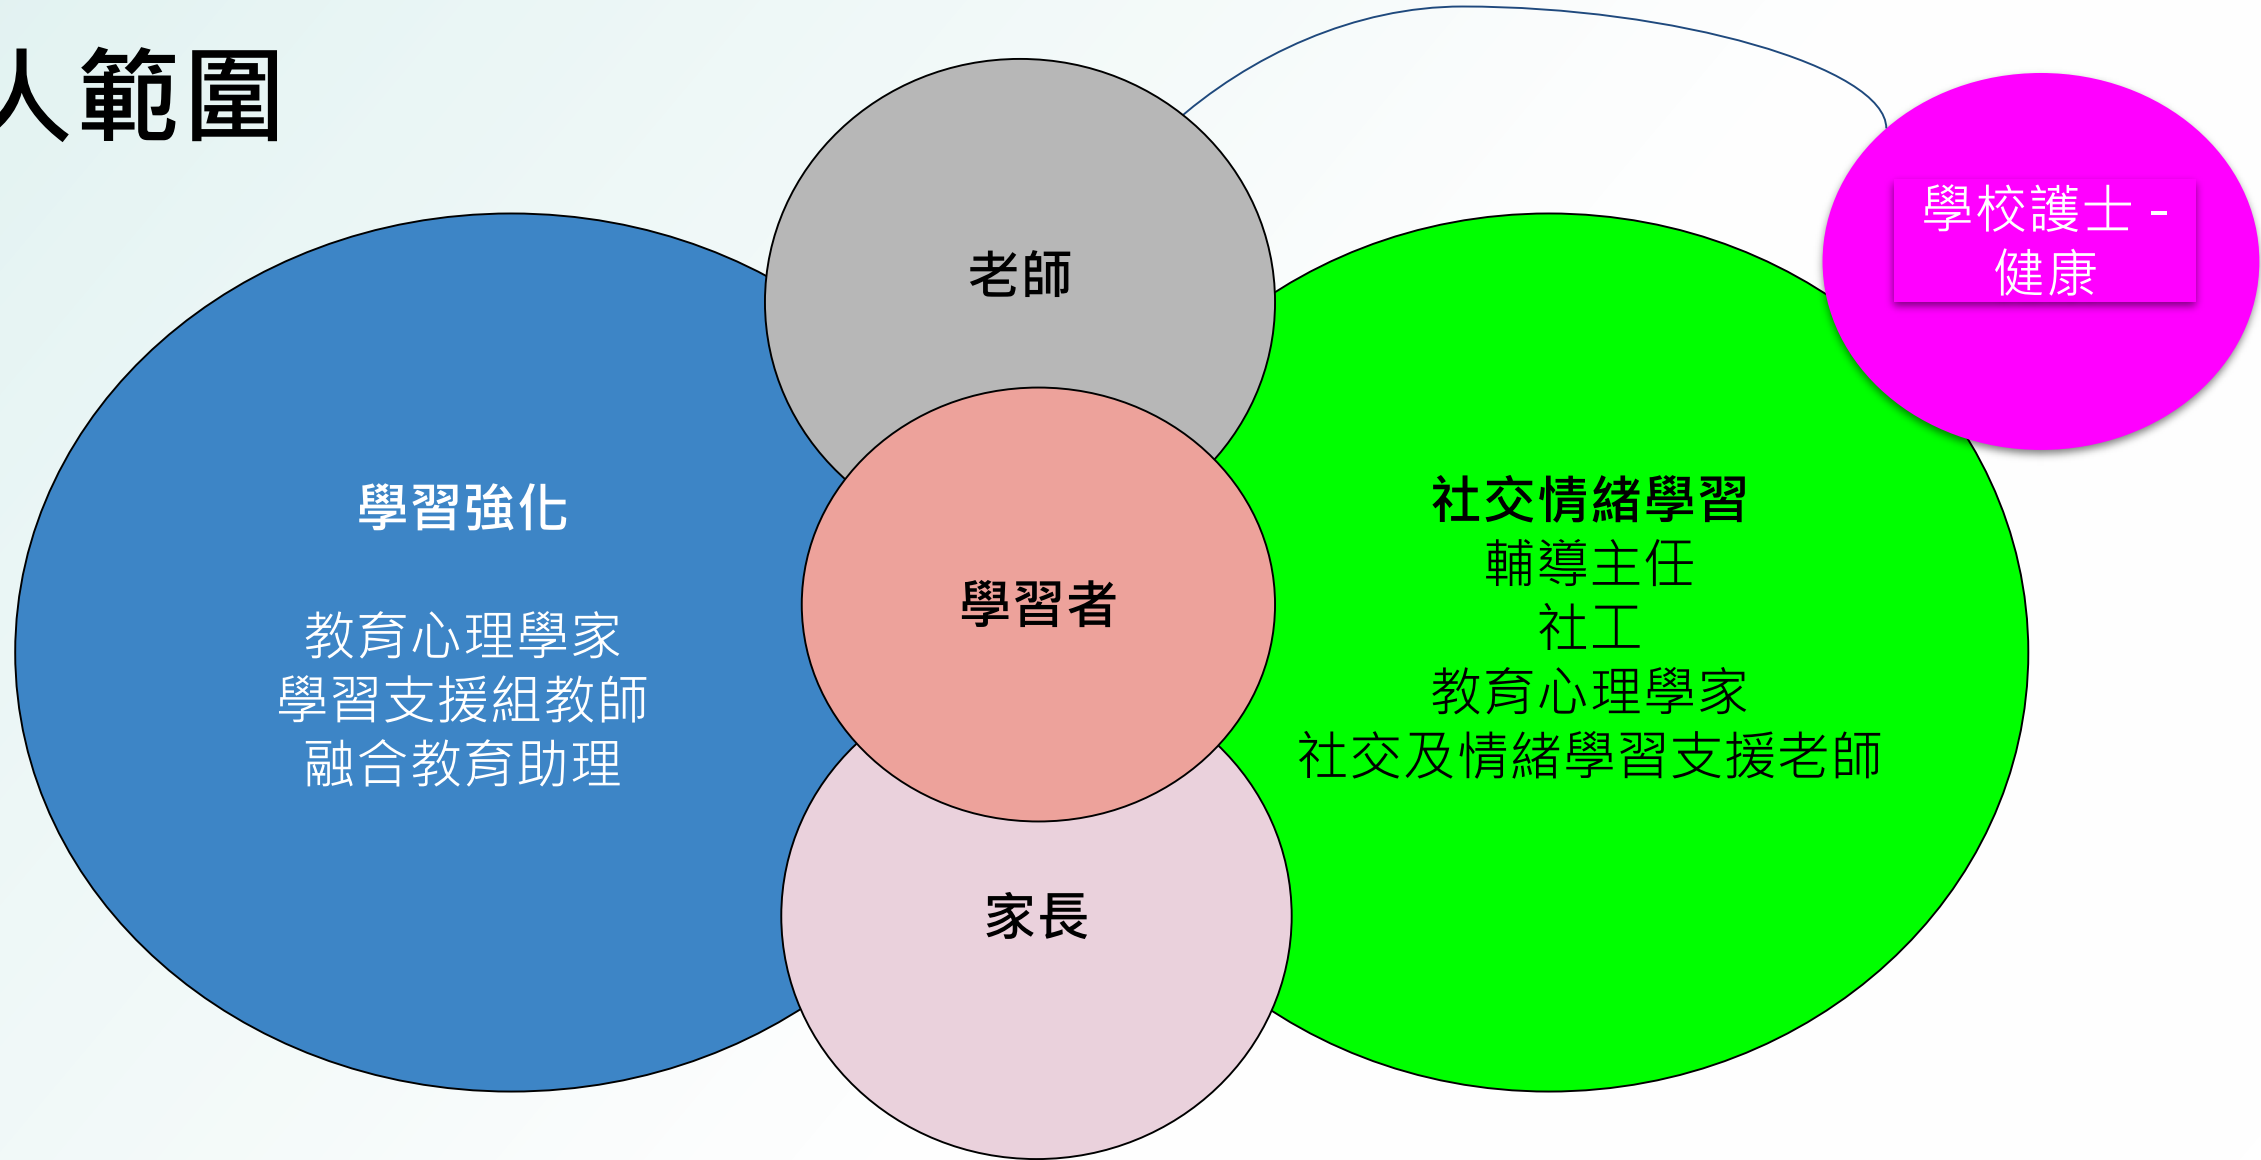 人範圍
老師
學校護士 -
健康
學習強化
教育心理學家
學習支援組教師
融合教育助理
學習者
社交情緒學習
輔導主任
社工
教育心理學家
社交及情緒學習支援老師
家長